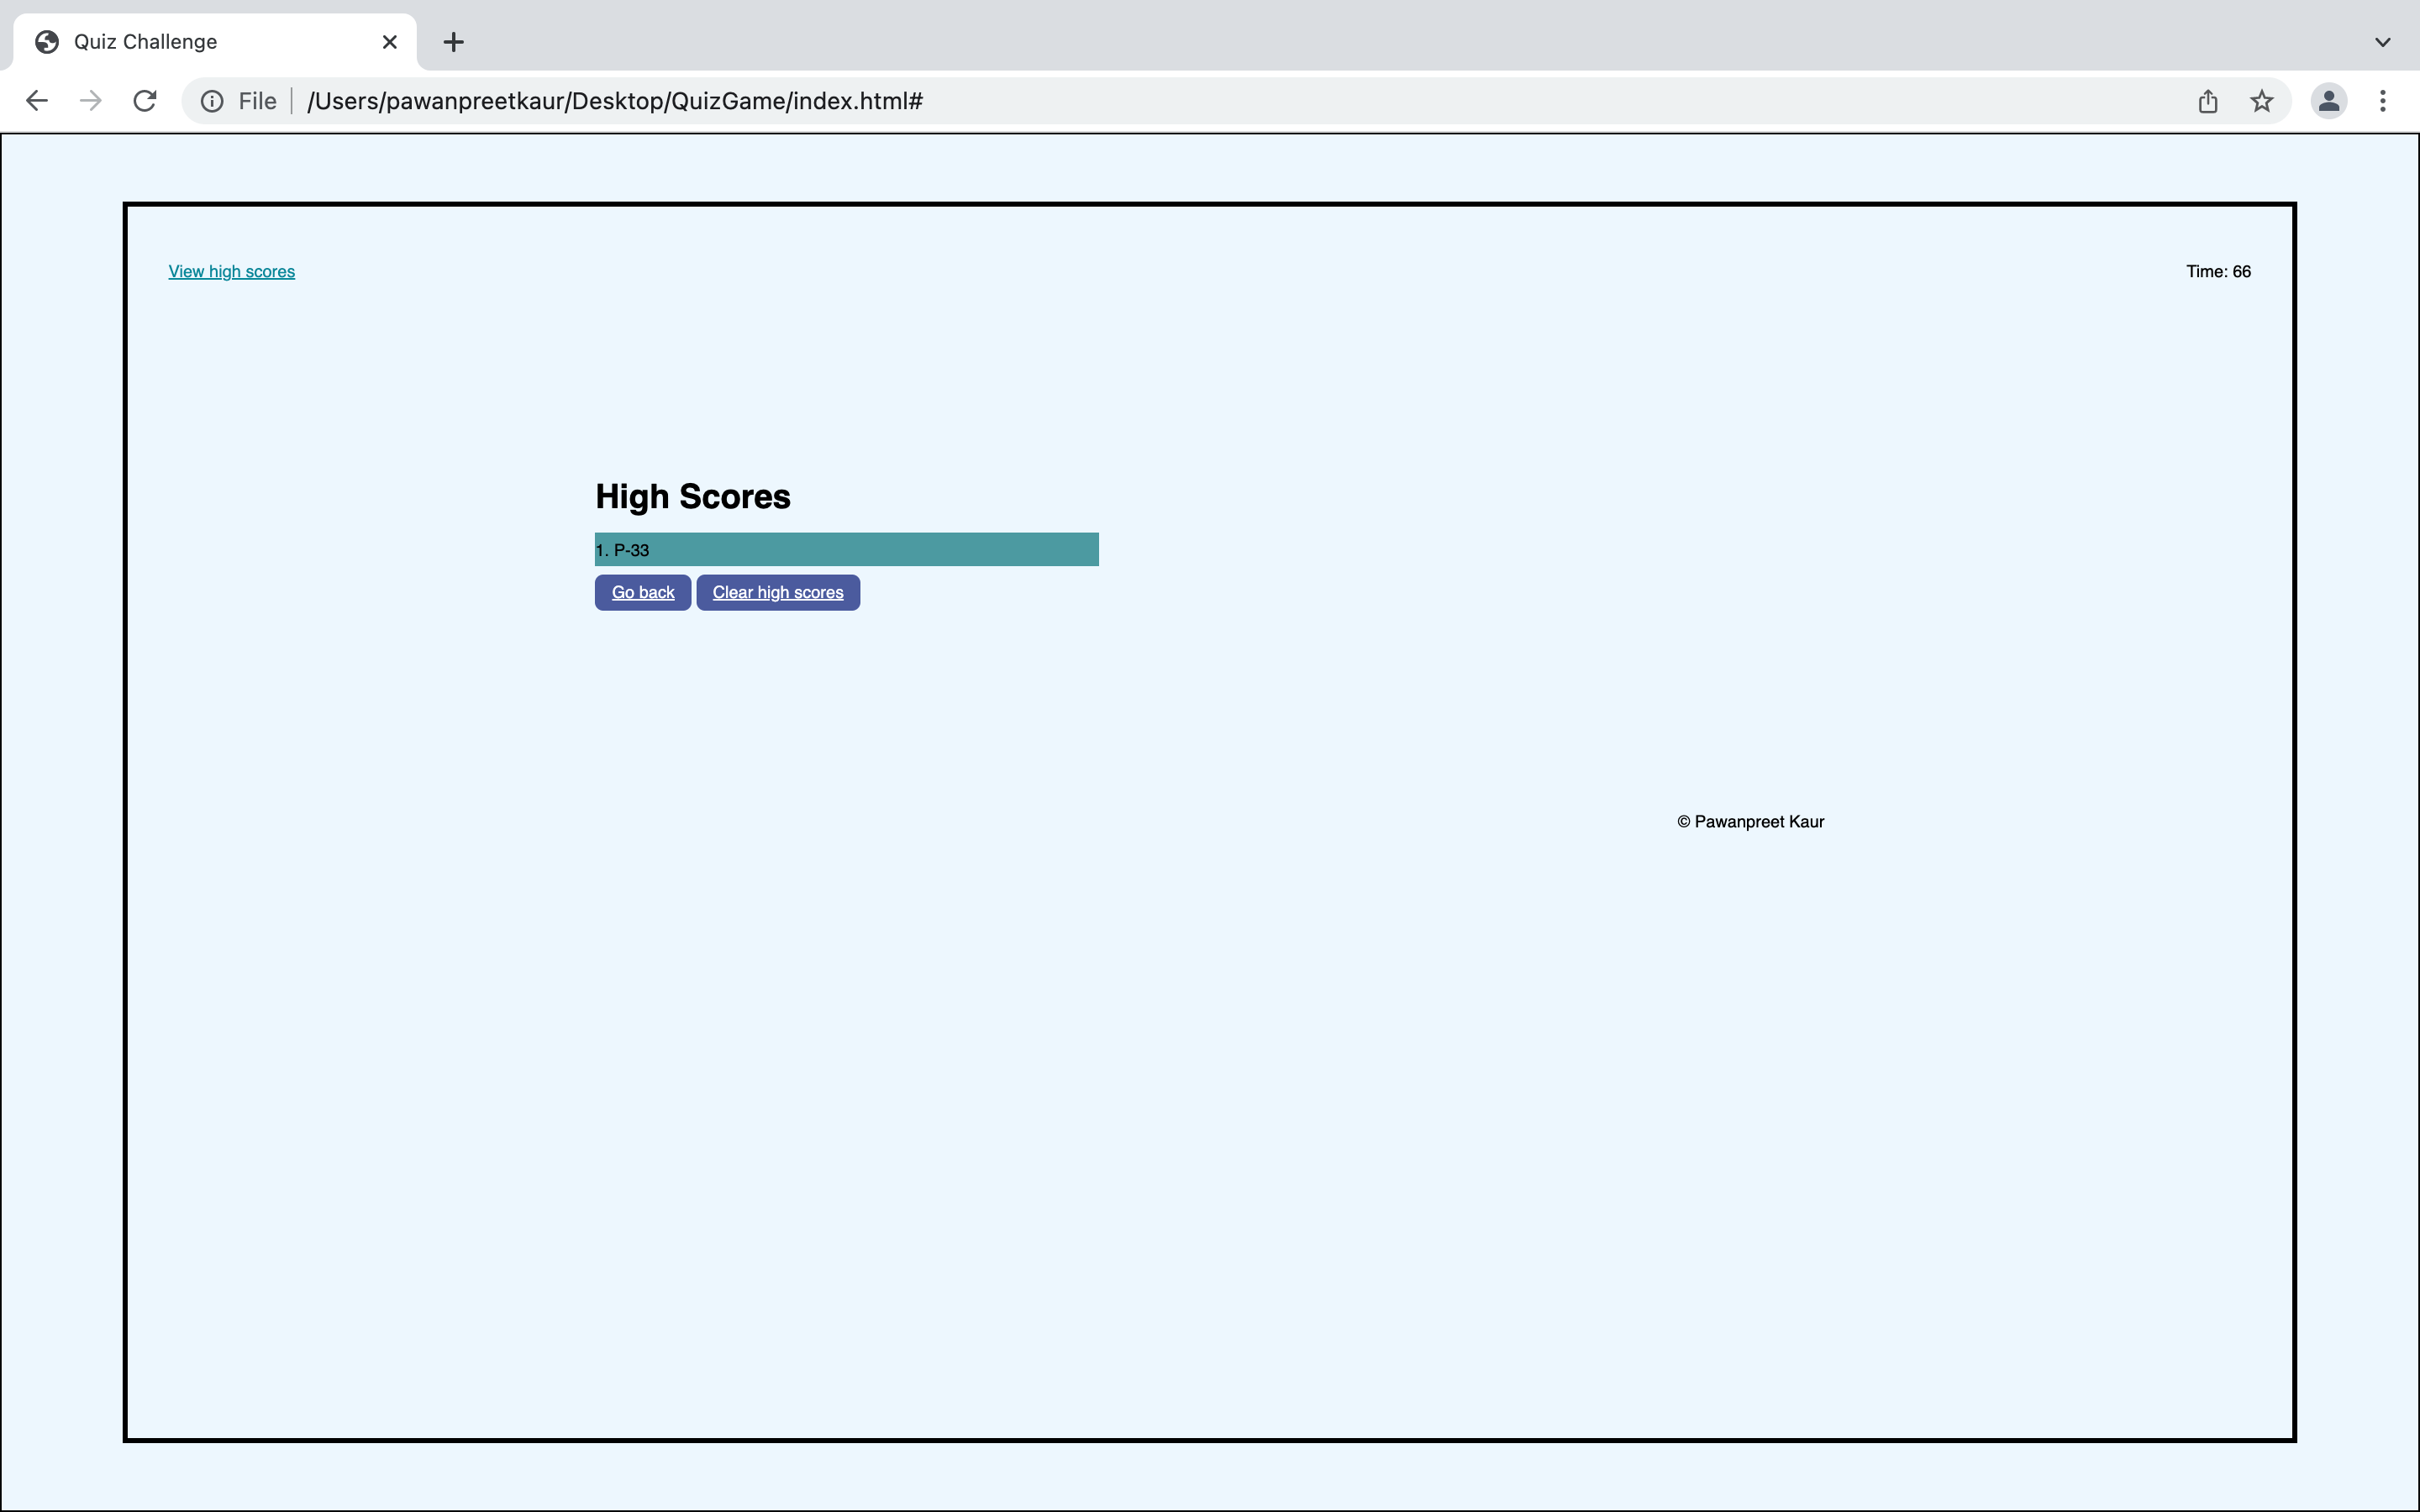 Quiz Challenge
File /Users/pawanpreetkaur/Desktop/QuizGame/index.html#
View high scores
Time: 66
High Scores
1. P-33
Go back
Clear high scores
© Pawanpreet Kaur